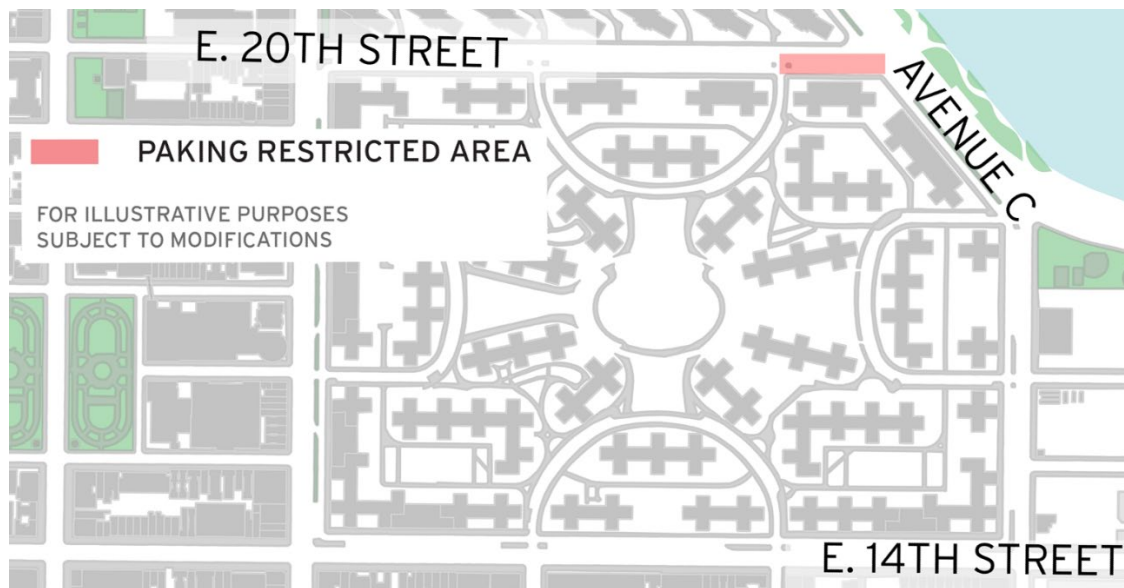 E. 20TH STREET
AVENUE C
PAKING RESTRICTED AREA
FOR ILLUSTRATIVE PURPOSES
SUBJECT TO MODIFICATIONS
E. 14TH STREET